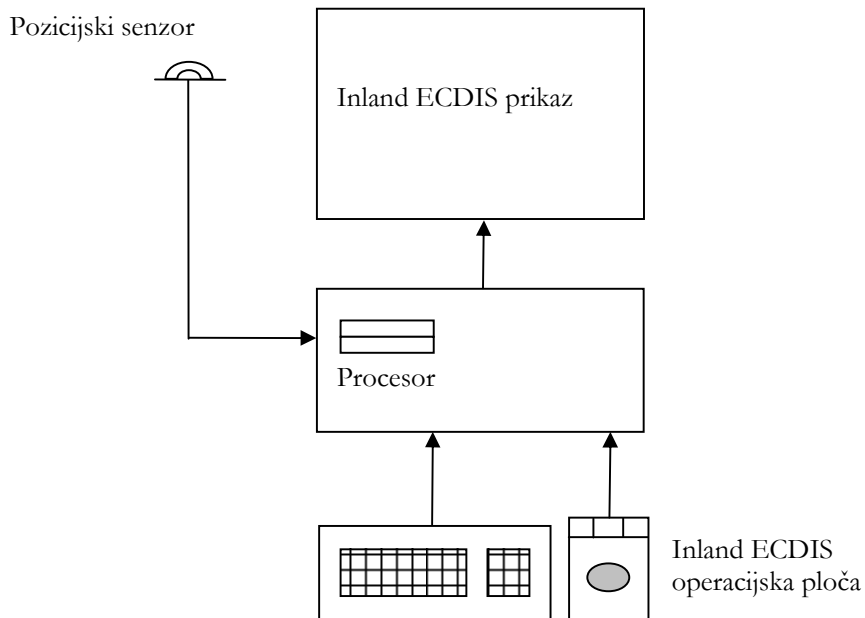 Pozicijski senzor
Inland ECDIS prikaz
Procesor
Inland ECDIS
operacijska ploča